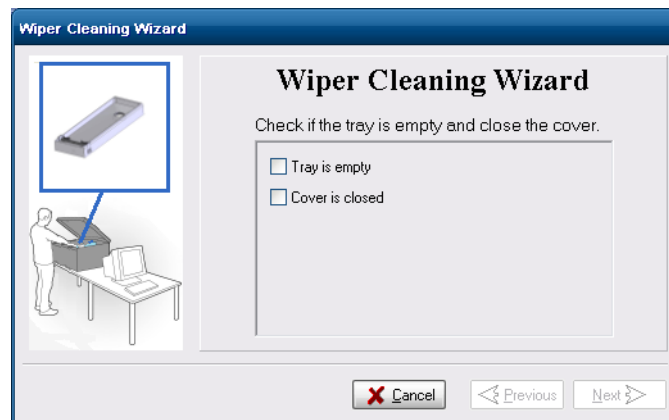 Wiper Cleaning Wizard
Wiper Cleaning Wizard
Check if the tray is empty and close the cover.
Tray is empty
Cover is closed
Cancel
Previous
Next